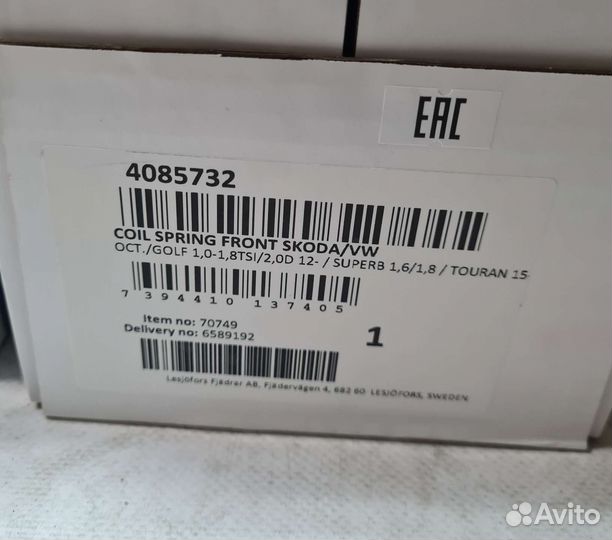 EAC
4085732
COIL SPRING FRONT SKODA/VW
OCT./GOLF 1,0-1,8TSI/2,0D 12- / SUPERB 1,6/1,8 / TOURAN 15-
7 394410 137405
Item no: 70749
Delivery no: 6589192
1
Lesjöfors Fjädrar AB, Fjädervägen 4, 682 60 LESJÖFORS, SWEDEN.
Avito